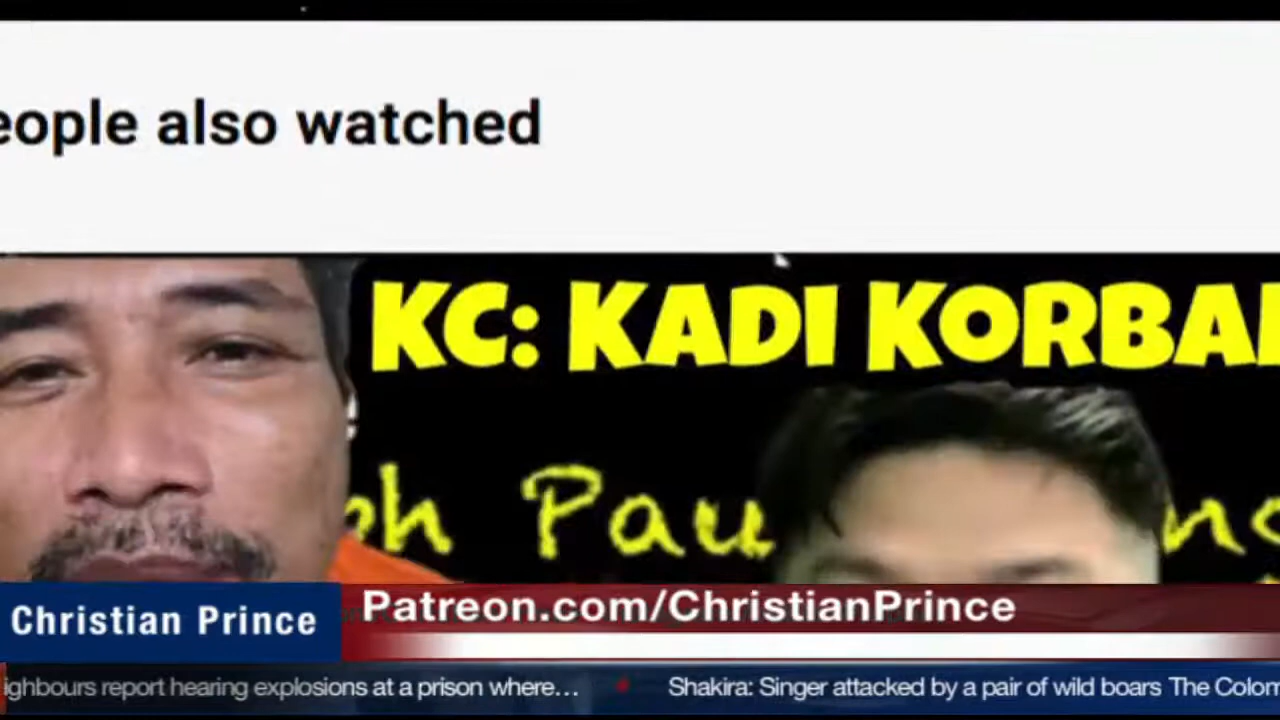 eople also watched
KC: KADI KORBA
ph Pau
Christian Prince
Patreon.com/ChristianPrince
ighbours report hearing explosions at a prison where... • Shakira: Singer attacked by a pair of wild boars The Colom